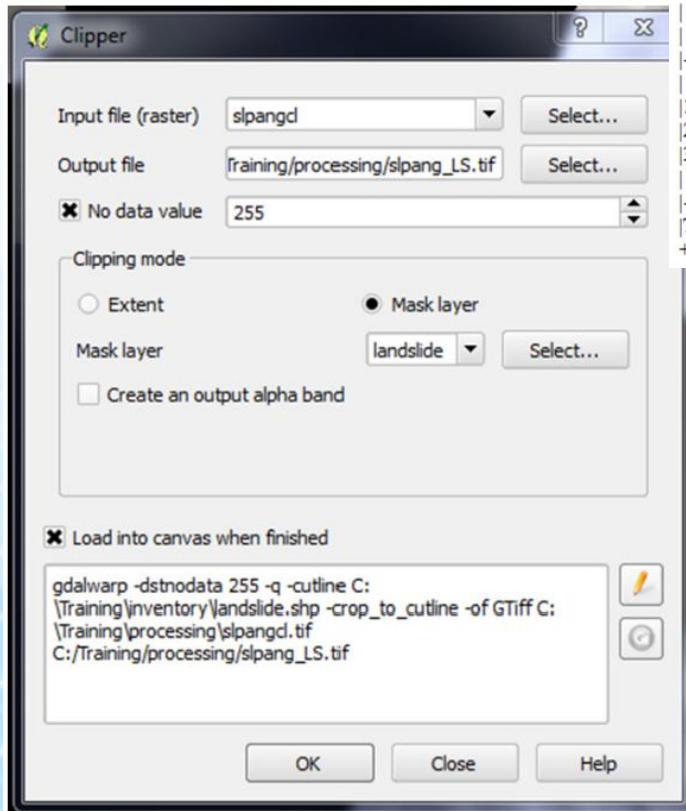 Clipper
Input file (raster) slpangcl Select...
Output file Training/processing/slpang_LS.tif Select...
No data value 255
Clipping mode
Extent Mask layer
Mask layer landslide Select...
Create an output alpha band
Load into canvas when finished
gdalwarp -dstnodata 255 -q -cutline C:
\Training\inventory\landslide.shp -crop_to_cutline -of GTiff C:
\Training\processing\slpangcl.tif
C:/Training/processing/slpang_LS.tif
OK Close Help